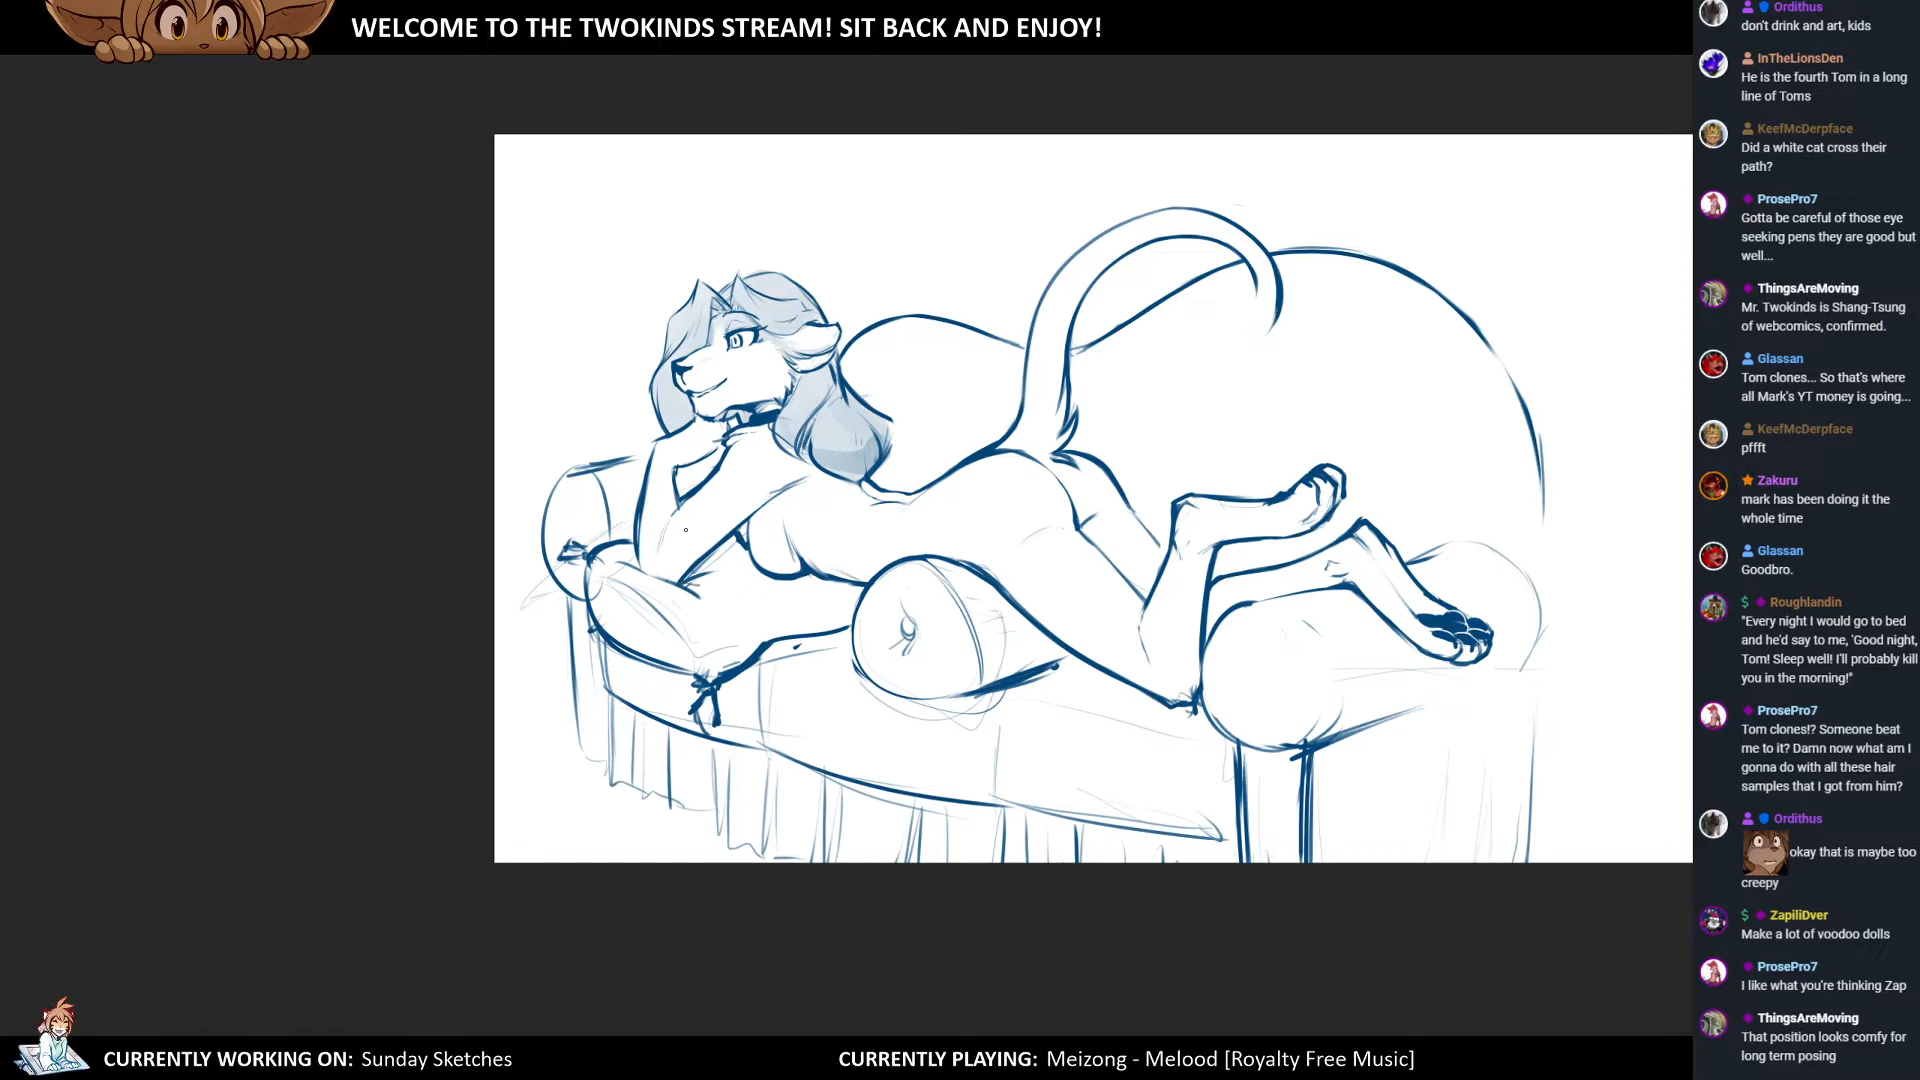 WELCOME TO THE TWOKINDS STREAM! SIT BACK AND ENJOY!
Ordithus
don't drink and art, kids
InTheLionsDen
He is the fourth Tom in a long
line of Toms
KeefMcDerpface
Did a white cat cross their
path?
ProsePro7
Gotta be careful of those eye
seeking pens they are good but
well...
ThingsAreMoving
Mr. Twokinds is Shang-Tsung
of webcomics, confirmed.
Glassan
Tom clones... So that's where
all Mark's YT money is going...
KeefMcDerpface
pffft
Zakuru
mark has been doing it the
whole time
Glassan
Goodbro.
$ Roughlandin
"Every night I would go to bed
and he'd say to me, 'Good night,
Tom! Sleep well! I'll probably kill
you in the morning!"
ProsePro7
Tom clones!? Someone beat
me to it? Damn now what am I
gonna do with all these hair
samples that I got from him?
Ordithus
okay that is maybe too
creepy
$ ZapiliDver
Make a lot of voodoo dolls
ProsePro7
I like what you're thinking Zap
ThingsAreMoving
That position looks comfy for
long term posing
CURRENTLY WORKING ON: Sunday Sketches
CURRENTLY PLAYING: Meizong - Melood [Royalty Free Music]